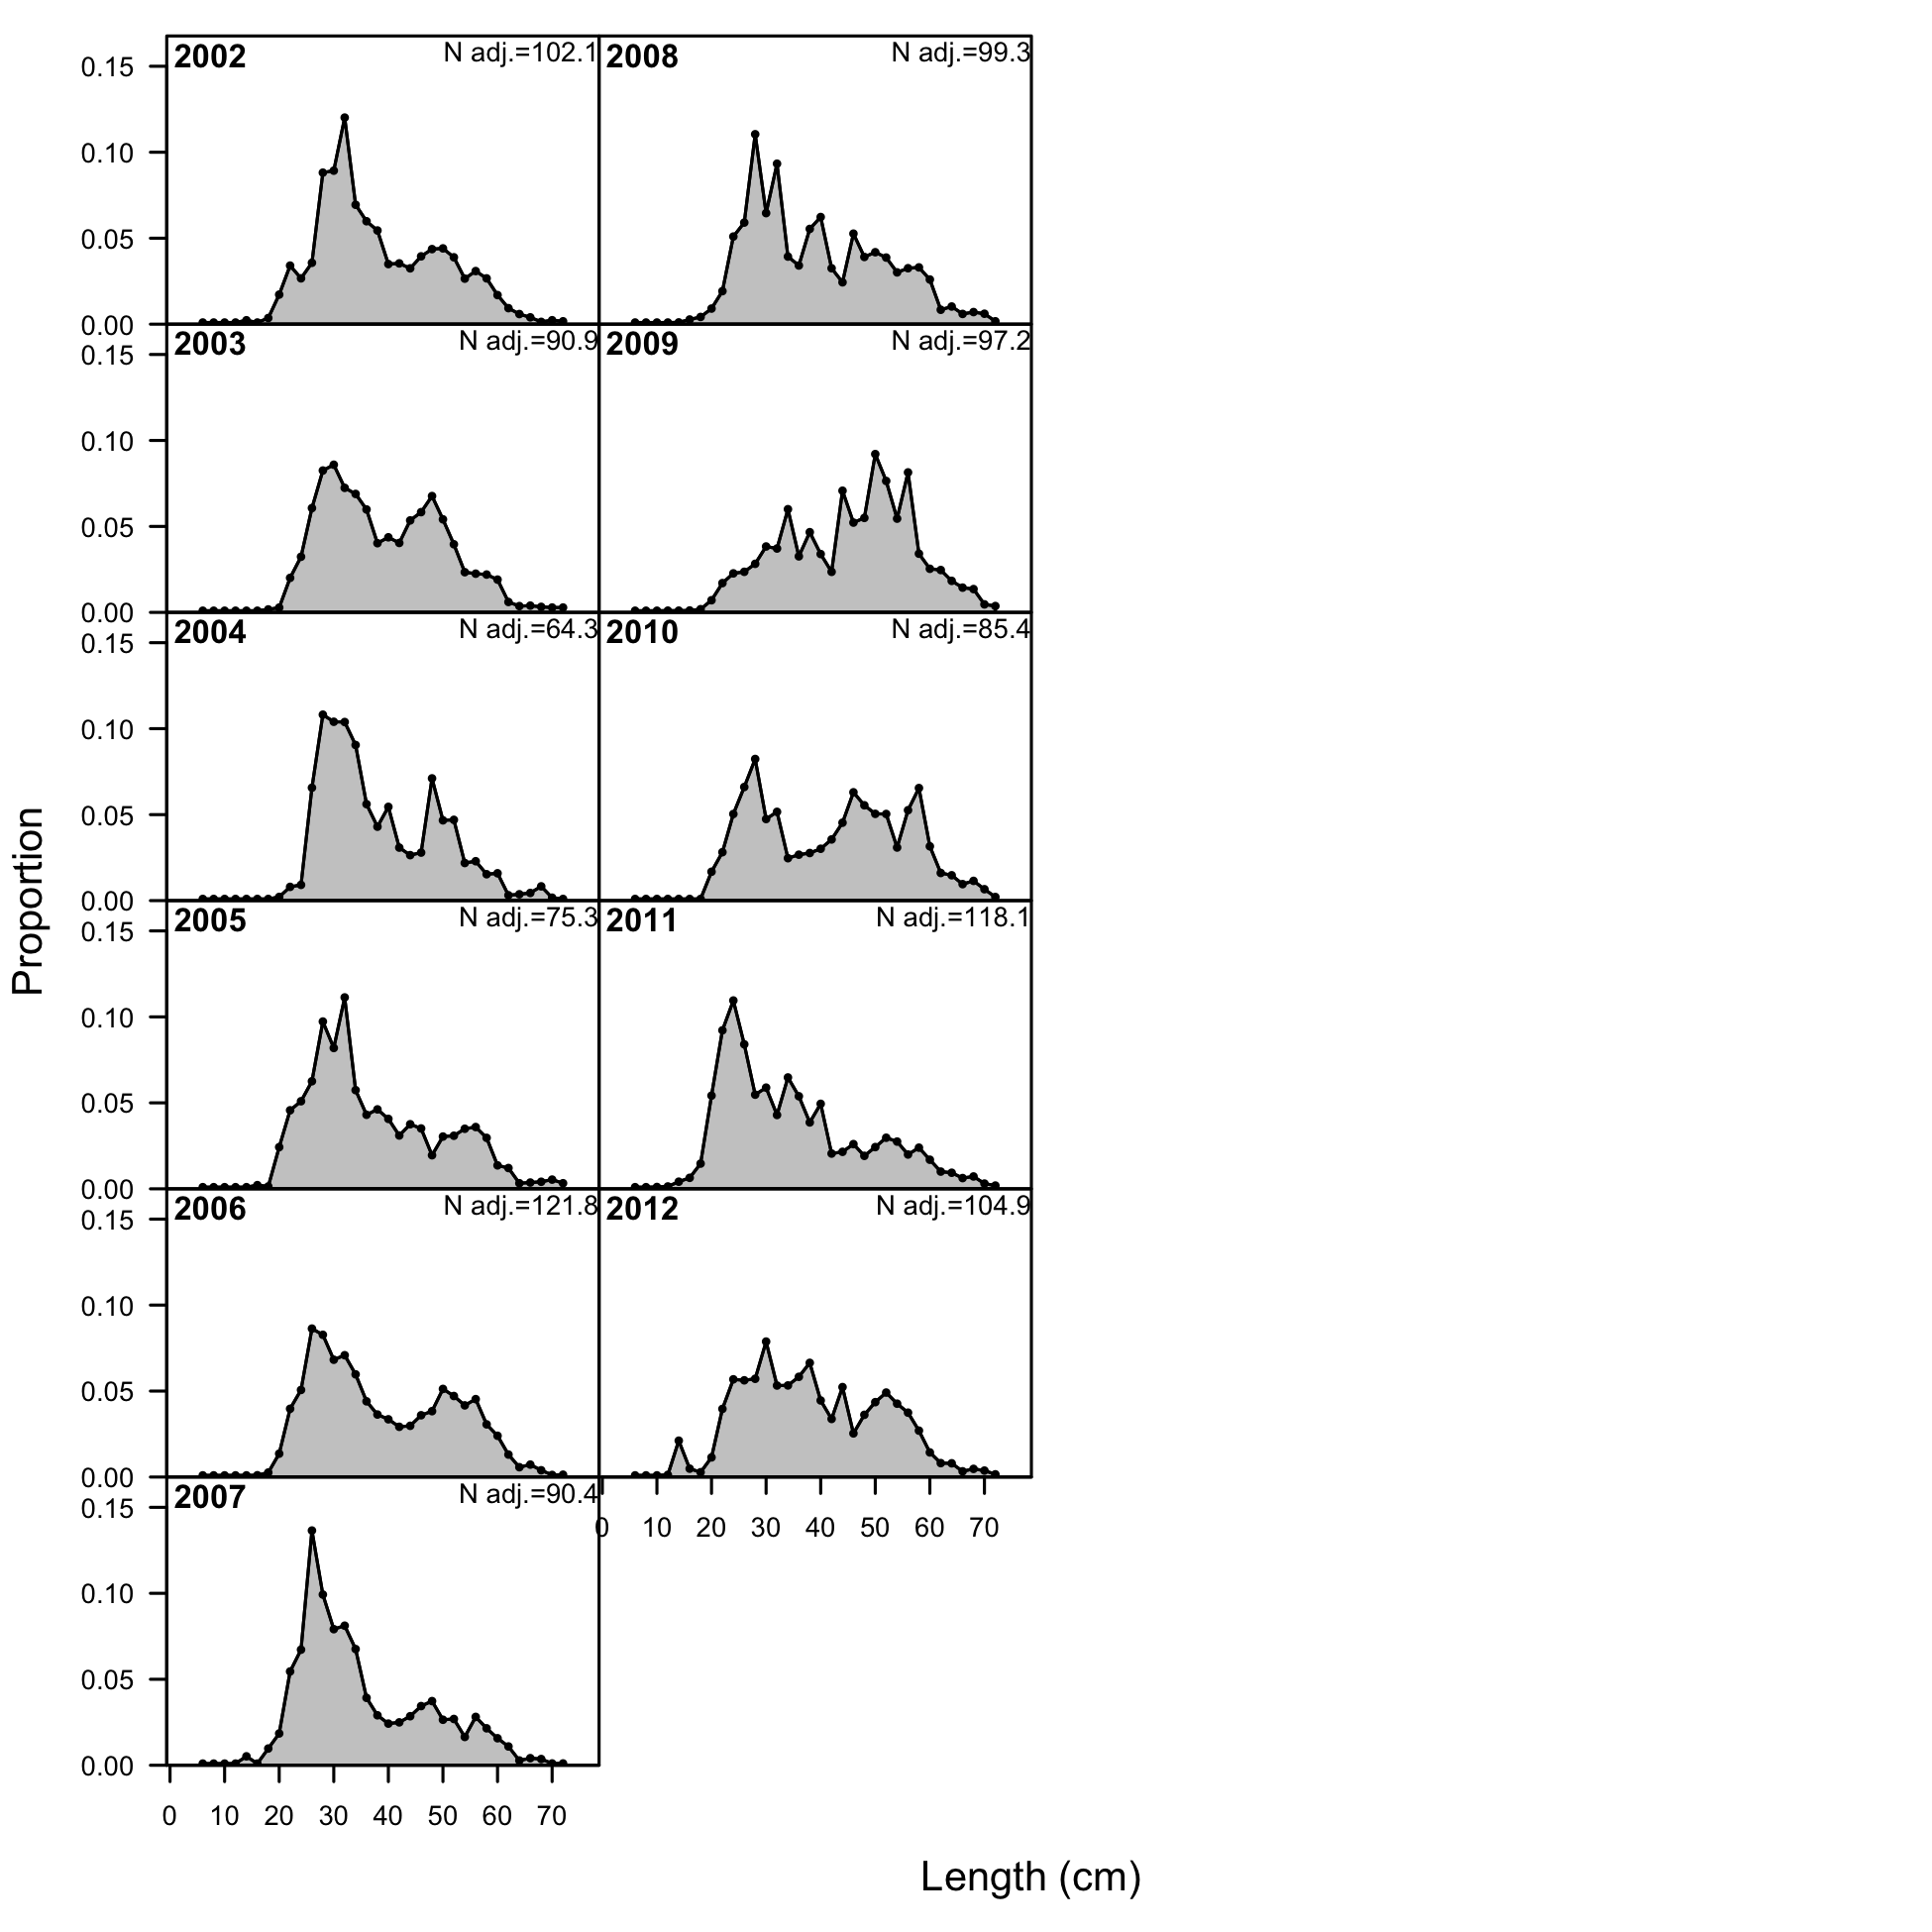 2002 N adj.=102.1
2008 N adj.=99.3
0.15
0.10
0.05
0.00
2003 N adj.=90.9
2009 N adj.=97.2
0.15
0.10
0.05
0.00
2004 N adj.=64.3
2010 N adj.=85.4
0.15
0.10
0.05
0.00
2005 N adj.=75.3
2011 N adj.=118.1
0.15
0.10
0.05
0.00
2006 N adj.=121.8
2012 N adj.=104.9
0.15
0.10
0.05
0.00
0 10 20 30 40 50 60 70
2007 N adj.=90.4
0.15
0.10
0.05
0.00
0 10 20 30 40 50 60 70
Proportion
Length (cm)